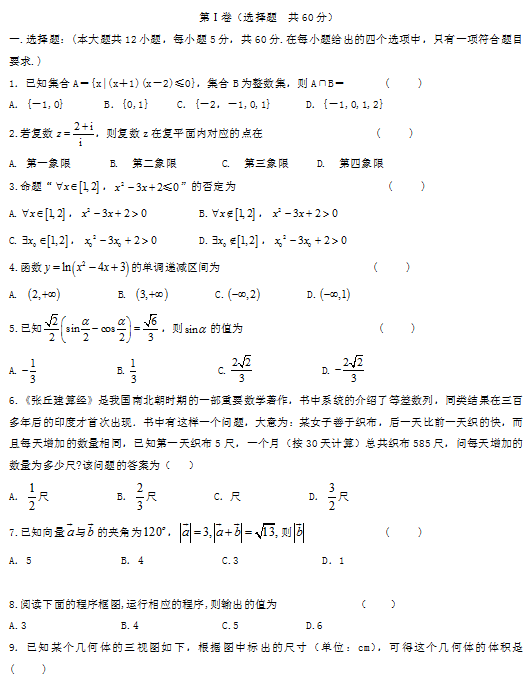 第Ⅰ卷(选择题 共60分)
一.选择题:(本大题共12小题,每小题5分,共60分.在每小题给出的四个选项中,只有一项符合题目
要求.)
1. 已知集合A={x|(x+1)(x-2)≤0},集合B为整数集,则A∩B= ( )
A. {-1,0} B. {0,1} C. {-2,-1,0,1} D. {-1,0,1,2}
2.若复数 z=(2+i)/i,则复数z在复平面内对应的点在 ( )
A. 第一象限 B. 第二象限 C. 第三象限 D. 第四象限
3.命题“∀x∈[1,2], x²-3x+2≤0”的否定为 ( )
A.∀x∈[1,2], x²-3x+2>0 B.∀x∉[1,2], x²-3x+2>0
C.∃x₀∈[1,2], x₀²-3x₀+2>0 D.∃x₀∉[1,2], x₀²-3x₀+2>0
4.函数y=ln(x²-4x+3)的单调递减区间为 ( )
A. (2,+∞) B. (3,+∞) C.(-∞,2) D.(-∞,1)
5.已知 √2/2(sin α/2-cos α/2)=√6/3,则sinα的值为 ( )
A.-1/3 B.1/3 C.2√2/3 D.-2√2/3
6.《张丘建算经》是我国南北朝时期的一部重要数学著作,书中系统的介绍了等差数列,同类结果在三百
多年后的印度才首次出现.书中有这样一个问题,大意为:某女子善于织布,后一天比前一天织的快,而
且每天增加的数量相同,已知第一天织布5尺,一个月(按30天计算)总共织布585尺,问每天增加的
数量为多少尺?该问题的答案为( )
A. 1/2尺 B. 2/3尺 C. 尺 D. 3/2尺
7.已知向量a⃗与b⃗的夹角为120°,|a⃗|=3,|a⃗+b⃗|=√13,则|b⃗| ( )
A. 5 B. 4 C.3 D.1
8.阅读下面的程序框图,运行相应的程序,则输出的值为 ( )
A.3 B.4 C.5 D.6
9. 已知某个几何体的三视图如下,根据图中标出的尺寸(单位:cm),可得这个几何体的体积是
( )